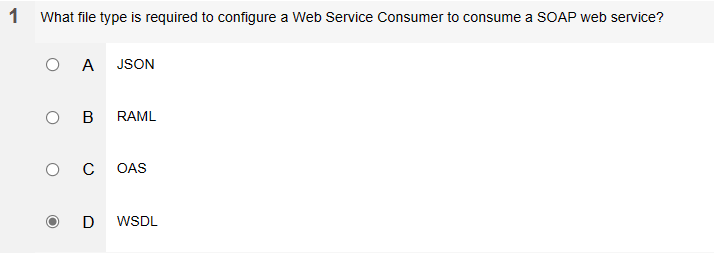 1 What file type is required to configure a Web Service Consumer to consume a SOAP web service?
A JSON
B RAML
C OAS
D WSDL